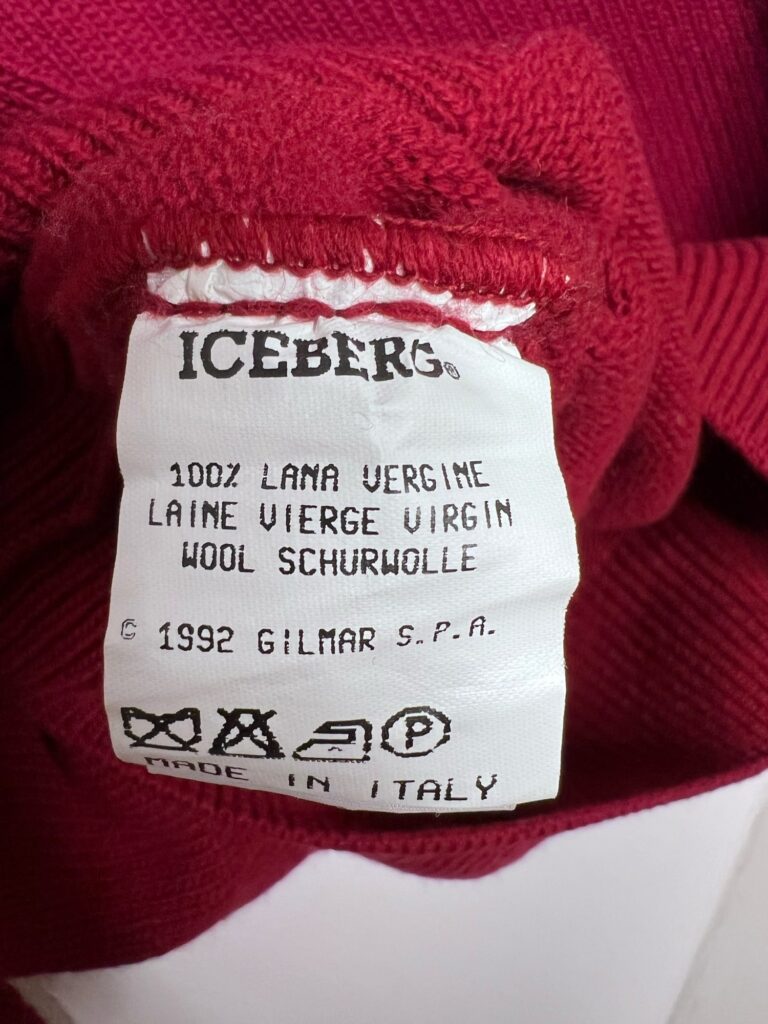 ICEBERG®
100% LANA VERGINE
LAINE VIERGE VIRGIN
WOOL SCHURWOLLE
© 1992 GILMAR S.P.A.
P
MADE IN ITALY